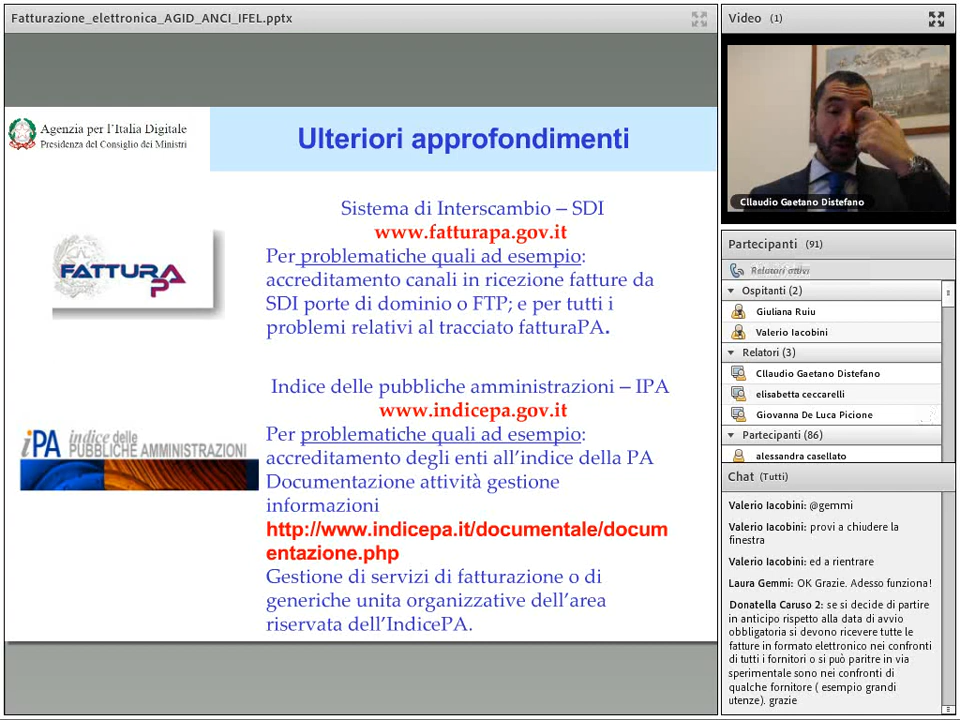 Fatturazione_elettronica_AGID_ANCI_IFEL.pptx
Agenzia per l'Italia Digitale
Presidenza del Consiglio dei Ministri
Ulteriori approfondimenti
Sistema di Interscambio – SDI
www.fatturapa.gov.it
Per problematiche quali ad esempio:
accreditamento canali in ricezione fatture da
SDI porte di dominio o FTP; e per tutti i
problemi relativi al tracciato fatturaPA.
FATTURA
PA
Indice delle pubbliche amministrazioni – IPA
www.indicepa.gov.it
Per problematiche quali ad esempio:
accreditamento degli enti all'indice della PA
Documentazione attività gestione
informazioni
http://www.indicepa.it/documentale/docum
entazione.php
Gestione di servizi di fatturazione o di
generiche unita organizzative dell'area
riservata dell'IndicePA.
iPA indice delle
PUBBLICHE AMMINISTRAZIONI
Video (1)
Cllaudio Gaetano Distefano
Partecipanti (91)
Relatori attivi
Ospitanti (2)
Giuliana Ruiu
Valerio Iacobini
Relatori (3)
Cllaudio Gaetano Distefano
elisabetta ceccarelli
Giovanna De Luca Picione
Partecipanti (86)
alessandra casellato
Chat (Tutti)
Valerio Iacobini: @gemmi
Valerio Iacobini: provi a chiudere la
finestra
Valerio Iacobini: ed a rientrare
Laura Gemmi: OK Grazie. Adesso funziona!
Donatella Caruso 2: se si decide di partire
in anticipo rispetto alla data di avvio
obbligatoria si devono ricevere tutte le
fatture in formato elettronico nei confronti
di tutti i fornitori o si può paritre in via
sperimentale sono nei confronti di
qualche fornitore ( esempio grandi
utenze). grazie